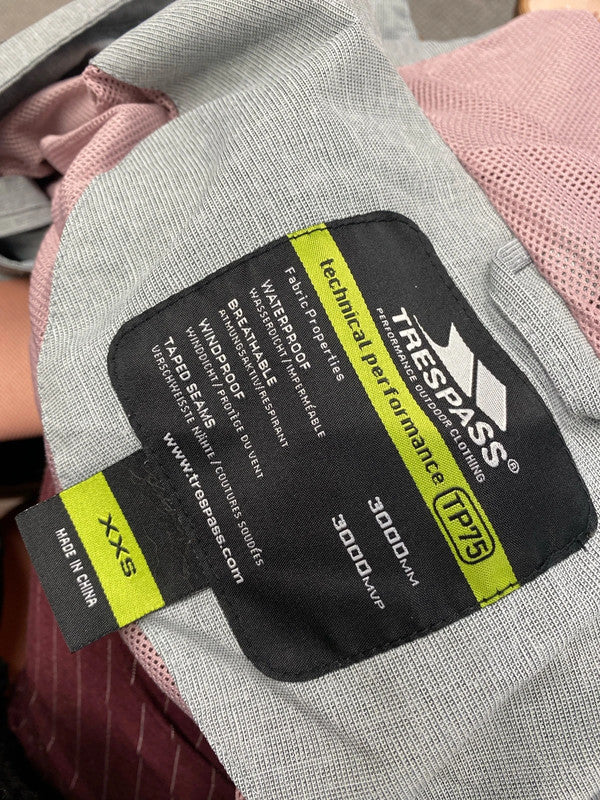 TRESPASS®
PERFORMANCE OUTDOOR CLOTHING
technical performance TP75
Fabric Properties
WATERPROOF 3000MM
WASSERDICHT/IMPERMÉABLE
BREATHABLE 3000MVP
ATMUNGSAKTIV/RESPIRANT
WINDPROOF
WINDDICHT/PROTÈGE DU VENT
TAPED SEAMS
VERSCHWEISSTE NÄHTE/COUTURES SOUDÉES
www.trespass.com
XXS
MADE IN CHINA